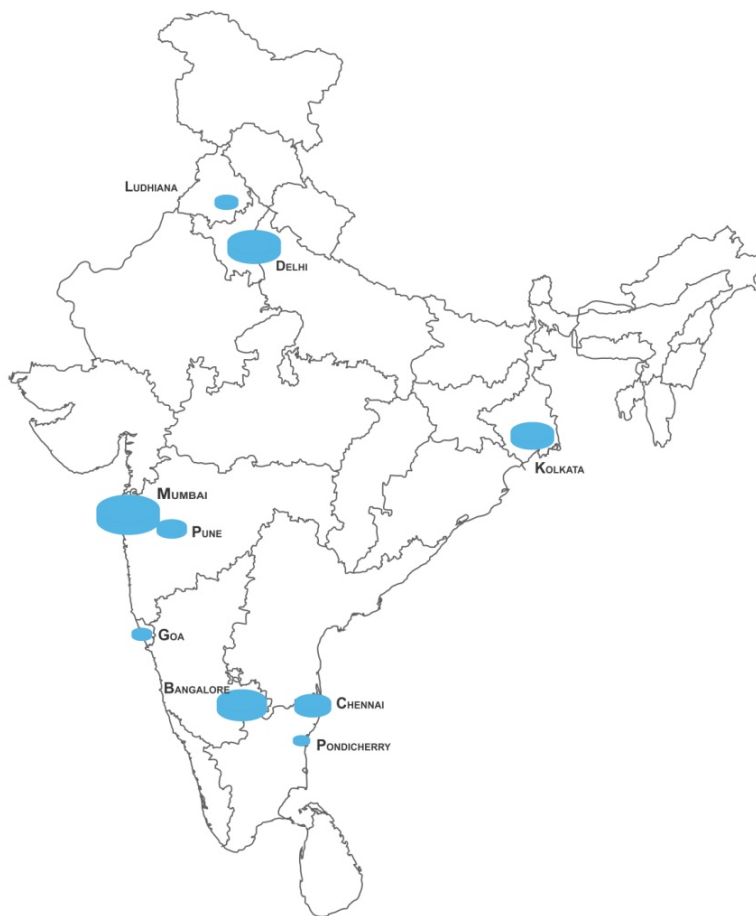 LUDHIANA
DELHI
KOLKATA
MUMBAI
PUNE
GOA
BANGALORE
CHENNAI
PONDICHERRY